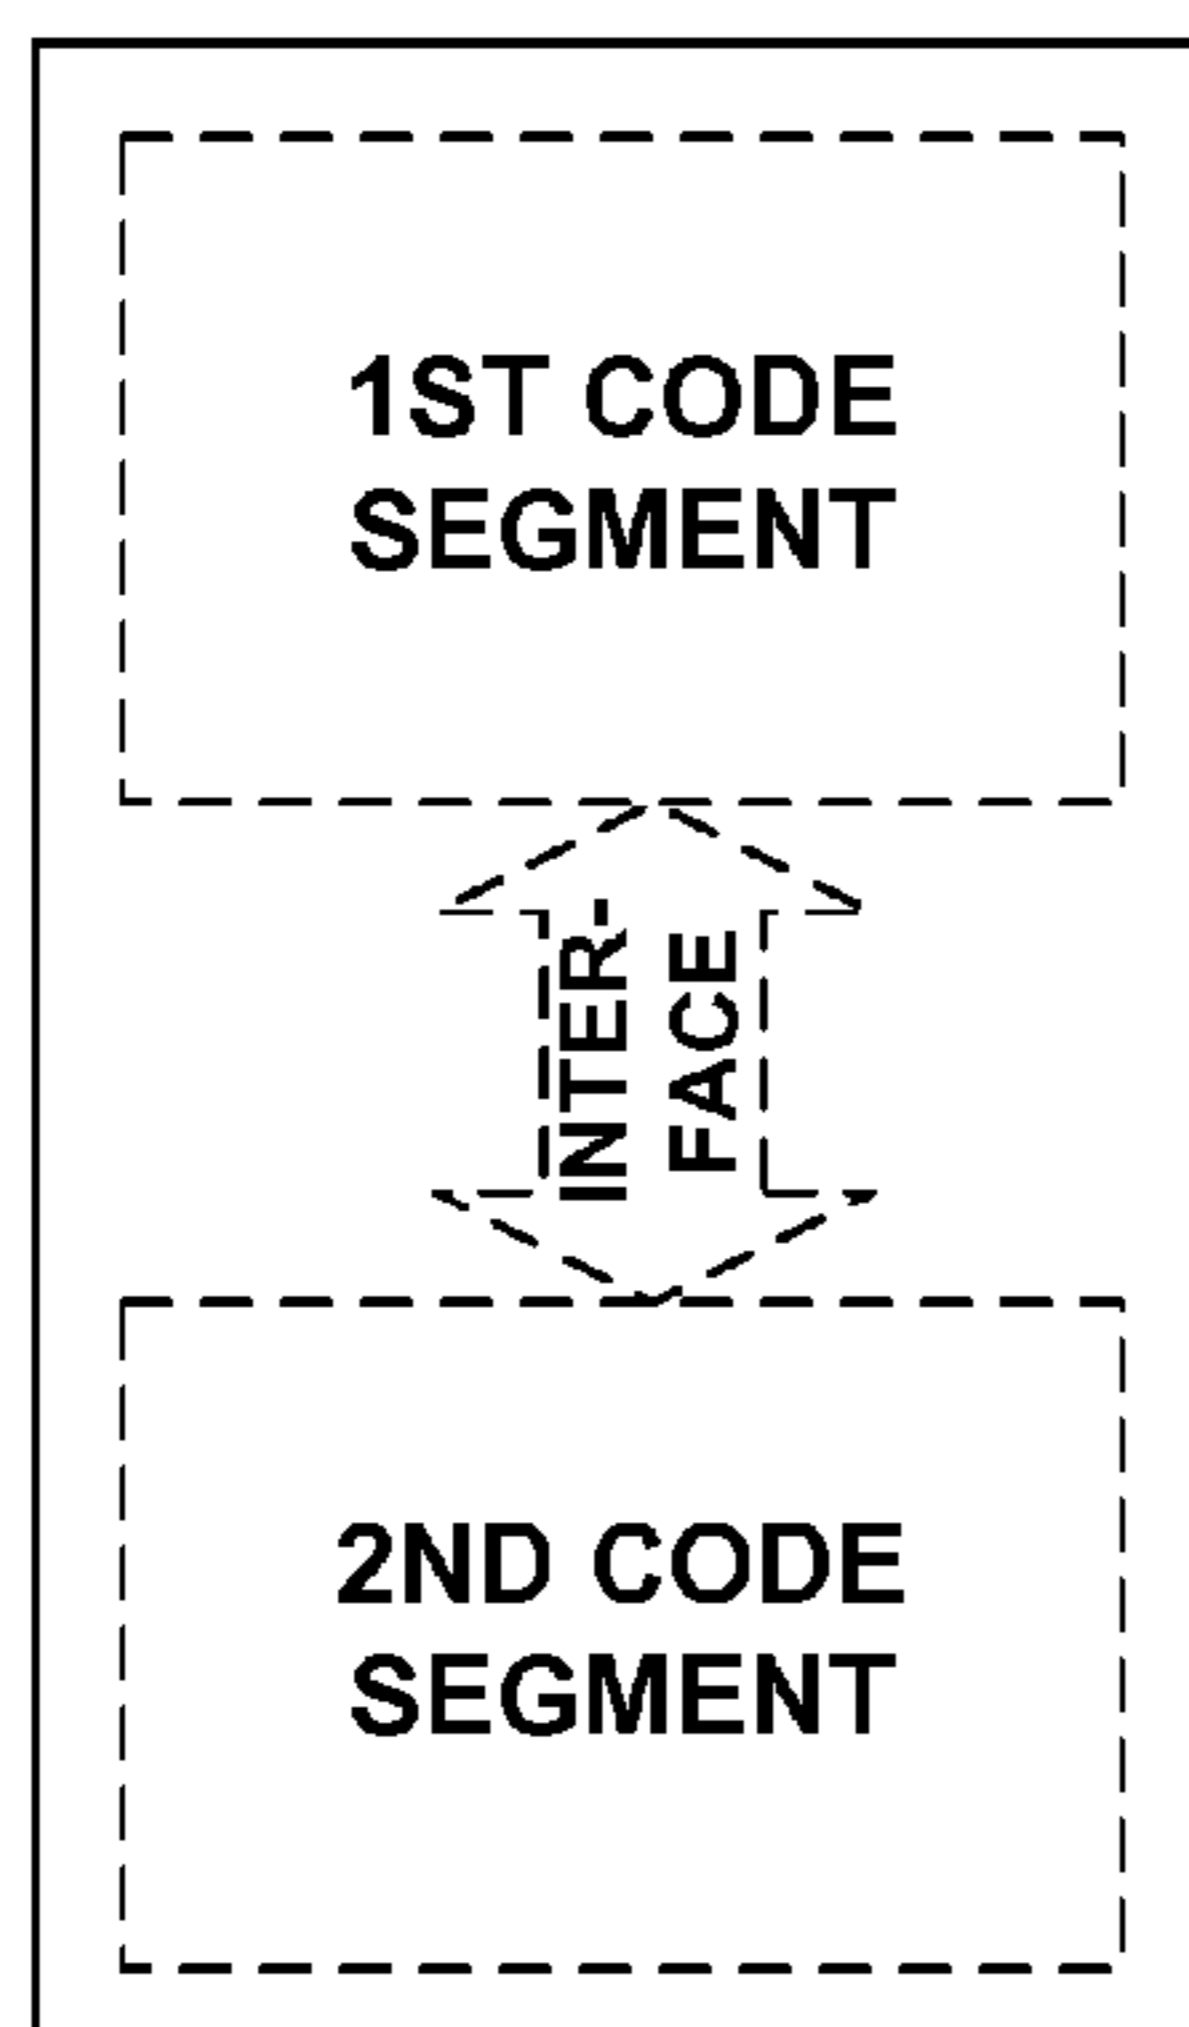 1ST CODE
SEGMENT
INTER-
FACE
2ND CODE
SEGMENT